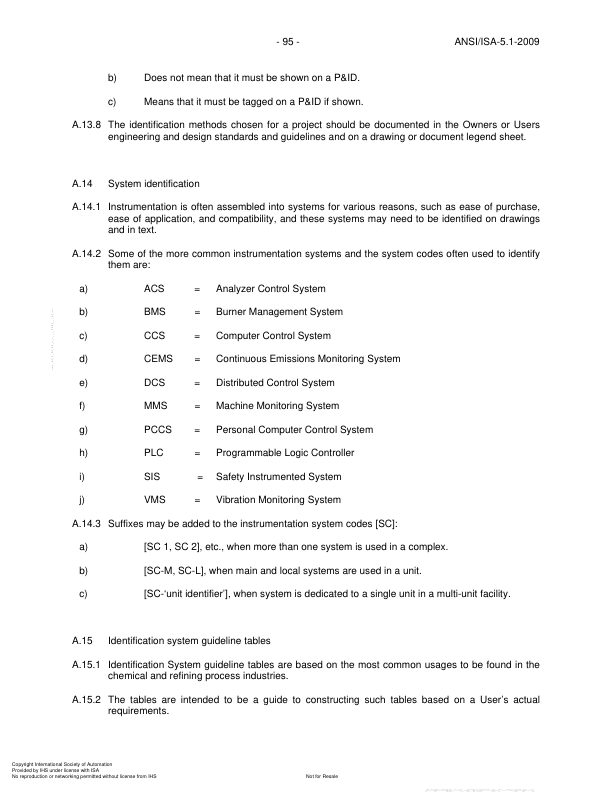 - 95 -
ANSI/ISA-5.1-2009
b) Does not mean that it must be shown on a P&ID.
c) Means that it must be tagged on a P&ID if shown.
A.13.8 The identification methods chosen for a project should be documented in the Owners or Users
engineering and design standards and guidelines and on a drawing or document legend sheet.
A.14 System identification
A.14.1 Instrumentation is often assembled into systems for various reasons, such as ease of purchase,
ease of application, and compatibility, and these systems may need to be identified on drawings
and in text.
A.14.2 Some of the more common instrumentation systems and the system codes often used to identify
them are:
a) ACS = Analyzer Control System
b) BMS = Burner Management System
c) CCS = Computer Control System
d) CEMS = Continuous Emissions Monitoring System
e) DCS = Distributed Control System
f) MMS = Machine Monitoring System
g) PCCS = Personal Computer Control System
h) PLC = Programmable Logic Controller
i) SIS = Safety Instrumented System
j) VMS = Vibration Monitoring System
A.14.3 Suffixes may be added to the instrumentation system codes [SC]:
a) [SC 1, SC 2], etc., when more than one system is used in a complex.
b) [SC-M, SC-L], when main and local systems are used in a unit.
c) [SC-‘unit identifier’], when system is dedicated to a single unit in a multi-unit facility.
A.15 Identification system guideline tables
A.15.1 Identification System guideline tables are based on the most common usages to be found in the
chemical and refining process industries.
A.15.2 The tables are intended to be a guide to constructing such tables based on a User’s actual
requirements.
Copyright International Society of Automation
Provided by IHS under license with ISA
No reproduction or networking permitted without license from IHS
Not for Resale